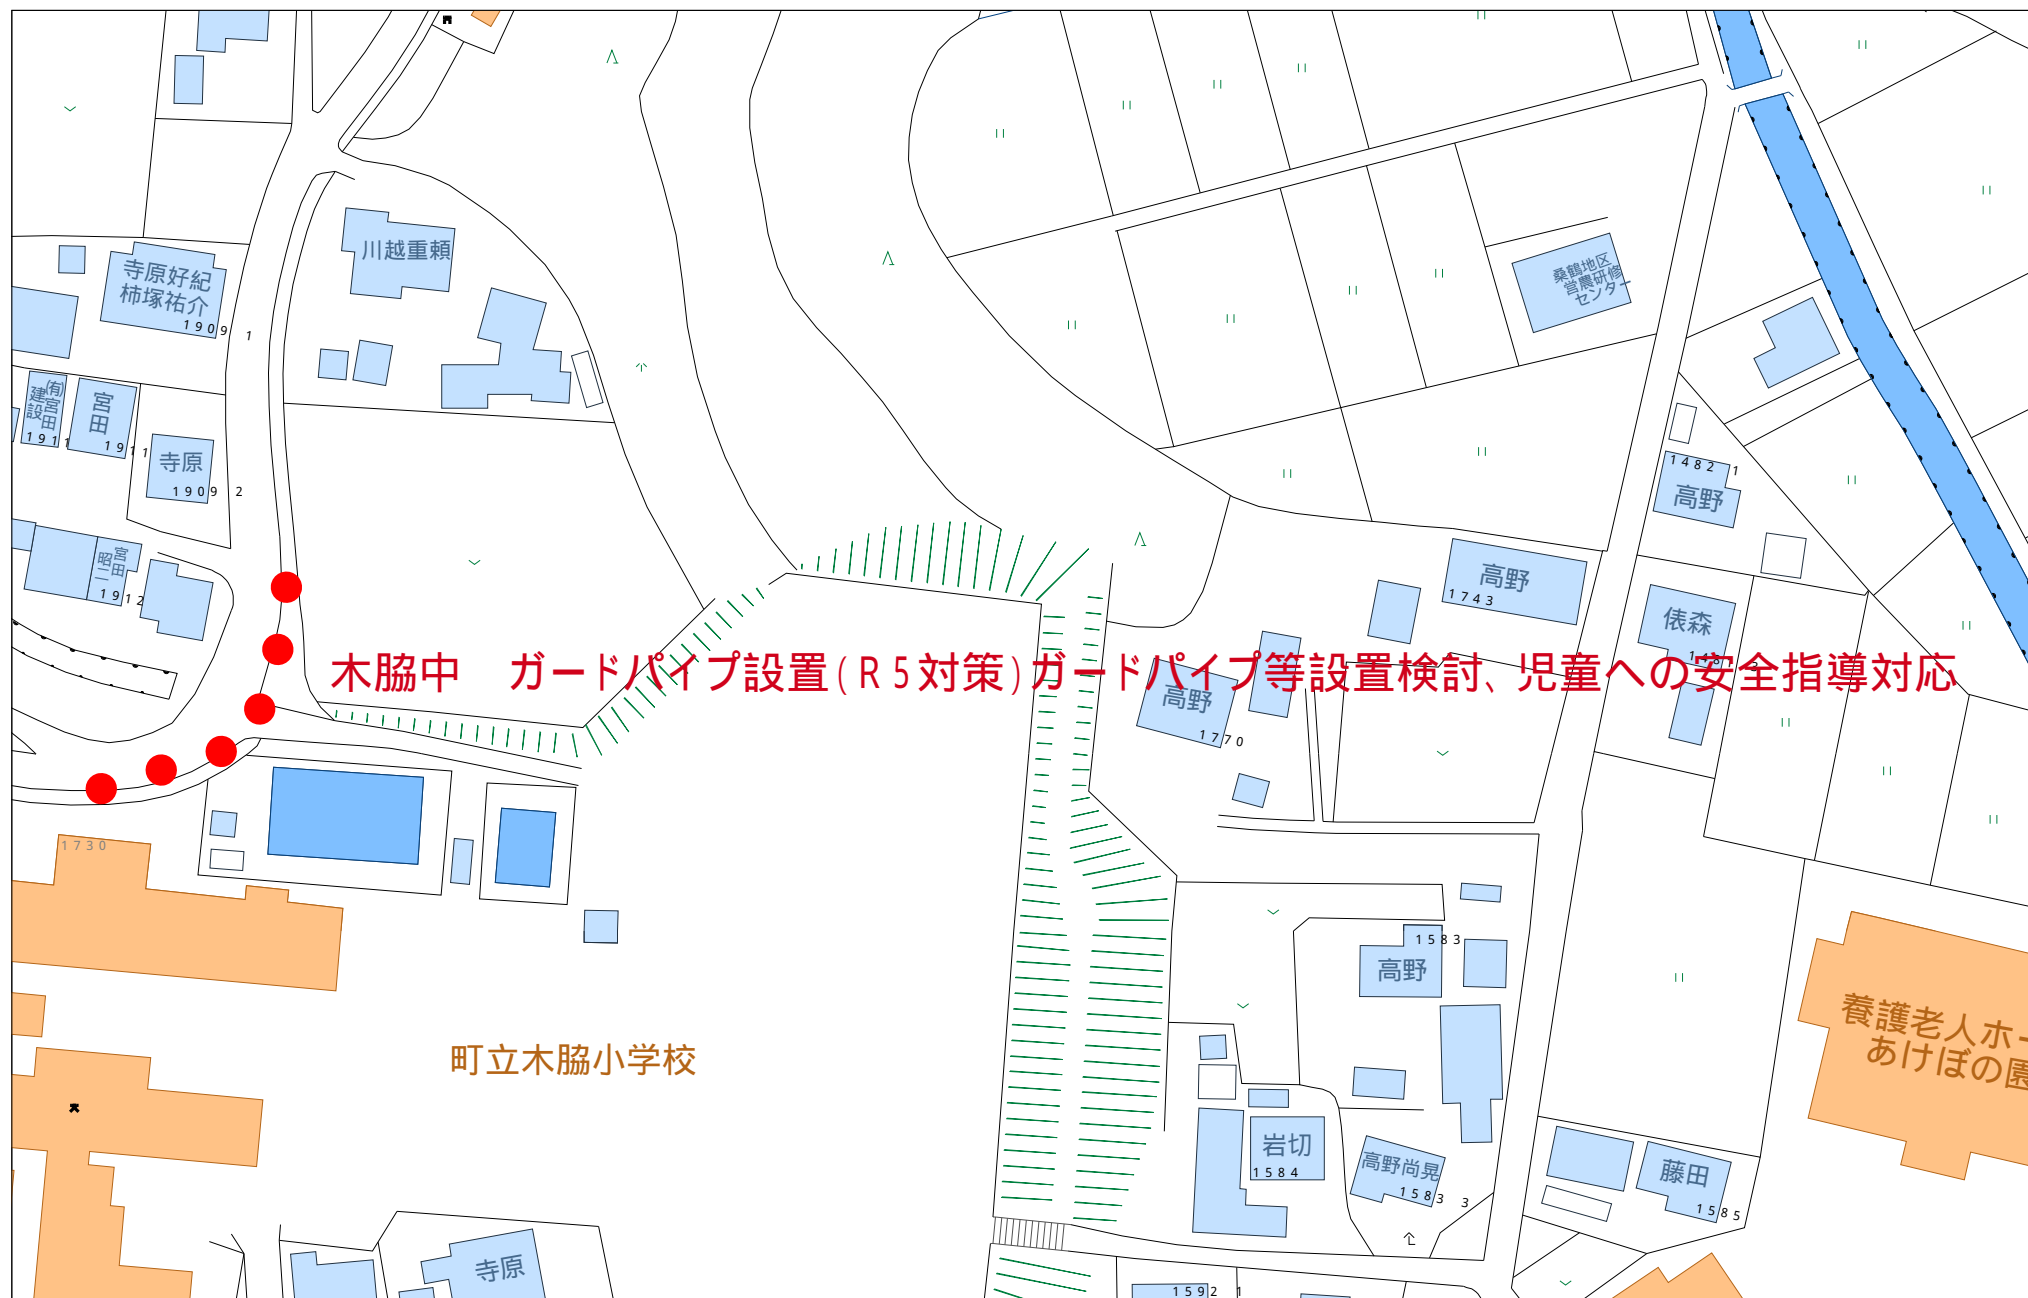 川越重頼
寺原好紀
柿塚祐介
1909 1
桑鶴地区
営農研修
センター
(有)宮田
建設
1911
宮田
1911
寺原
1909 2
1482 1
高野
宮田
昭二
1912
高野
1743
俵森
148 3
木脇中　ガードパイプ設置(R5対策)ガードパイプ等設置検討、児童への安全指導対応
高野
1770
1730
1583
高野
養護老人ホー
あけぼの園
町立木脇小学校
岩切
1584
高野尚晃
1583 3
藤田
1585
寺原
1592 1